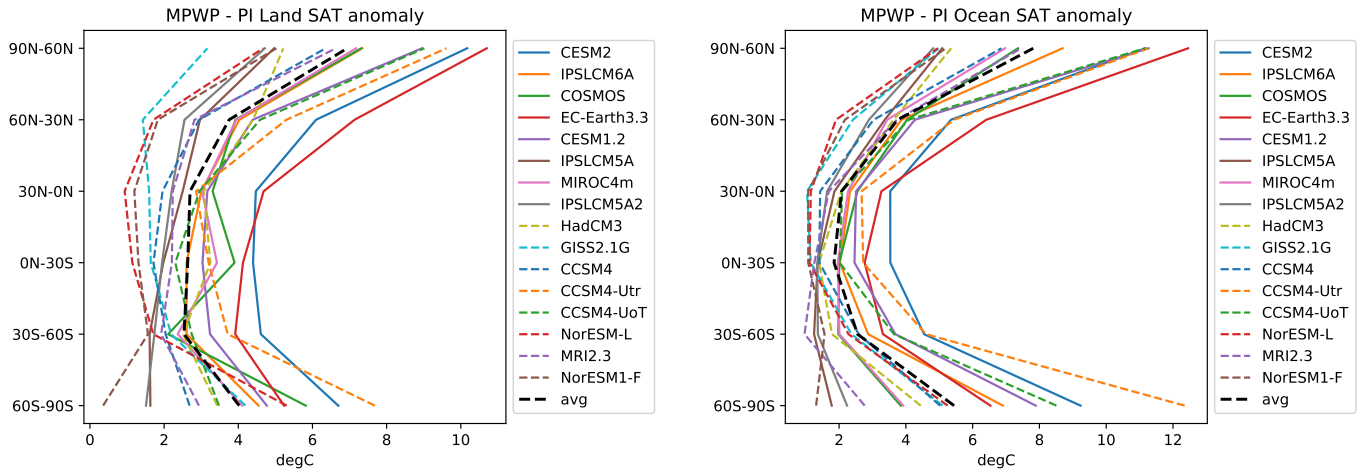 MPWP - PI Land SAT anomaly
90N-60N
60N-30N
30N-0N
0N-30S
30S-60S
60S-90S
0
2
4
6
8
10
degC
CESM2
IPSLCM6A
COSMOS
EC-Earth3.3
CESM1.2
IPSLCM5A
MIROC4m
IPSLCM5A2
HadCM3
GISS2.1G
CCSM4
CCSM4-Utr
CCSM4-UoT
NorESM-L
MRI2.3
NorESM1-F
avg
MPWP - PI Ocean SAT anomaly
90N-60N
60N-30N
30N-0N
0N-30S
30S-60S
60S-90S
2
4
6
8
10
12
degC
CESM2
IPSLCM6A
COSMOS
EC-Earth3.3
CESM1.2
IPSLCM5A
MIROC4m
IPSLCM5A2
HadCM3
GISS2.1G
CCSM4
CCSM4-Utr
CCSM4-UoT
NorESM-L
MRI2.3
NorESM1-F
avg